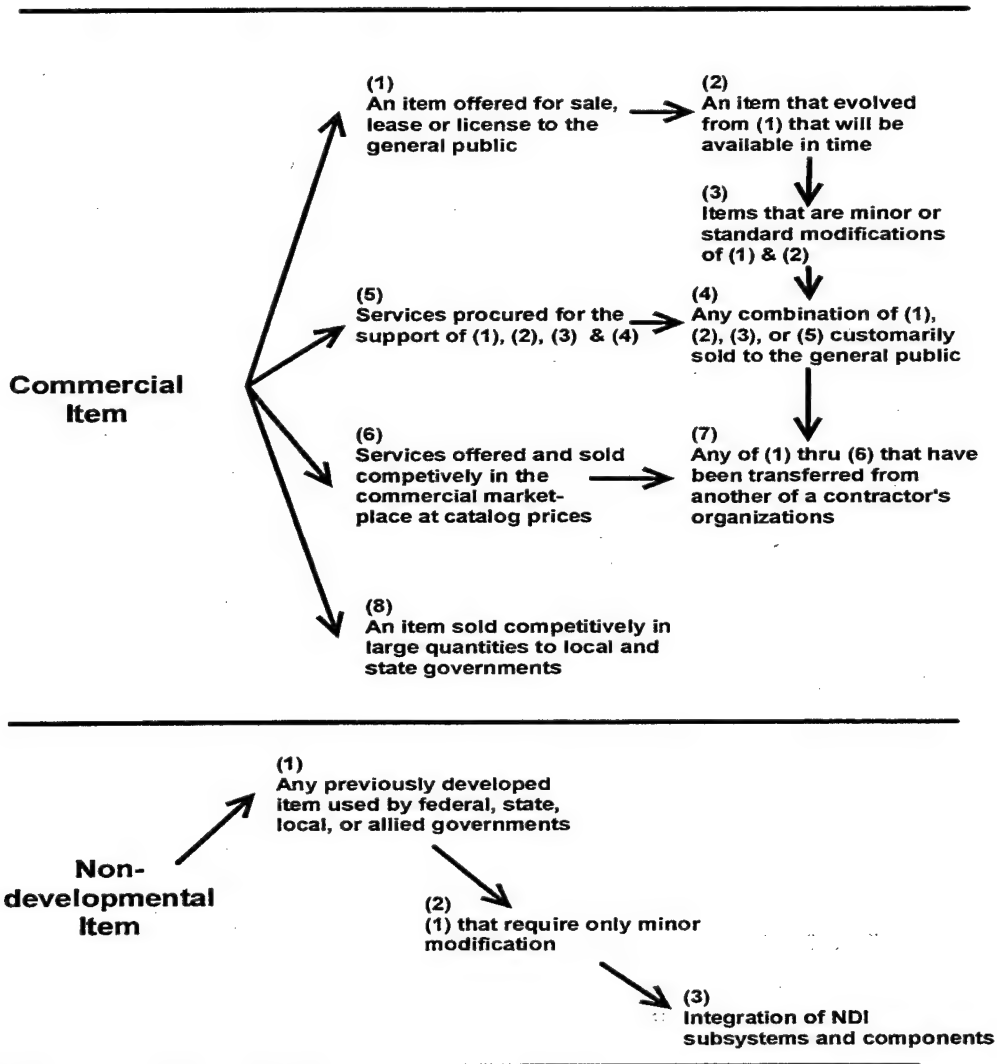 (1)
An item offered for sale,
lease or license to the
general public
(2)
An item that evolved
from (1) that will be
available in time
(3)
Items that are minor or
standard modifications
of (1) & (2)
(5)
Services procured for the
support of (1), (2), (3) & (4)
(4)
Any combination of (1),
(2), (3), or (5) customarily
sold to the general public
Commercial
Item
(6)
Services offered and sold
competively in the
commercial market-
place at catalog prices
(7)
Any of (1) thru (6) that have
been transferred from
another of a contractor's
organizations
(8)
An item sold competitively in
large quantities to local and
state governments
(1)
Any previously developed
item used by federal, state,
local, or allied governments
Non-
developmental
Item
(2)
(1) that require only minor
modification
(3)
Integration of NDI
subsystems and components